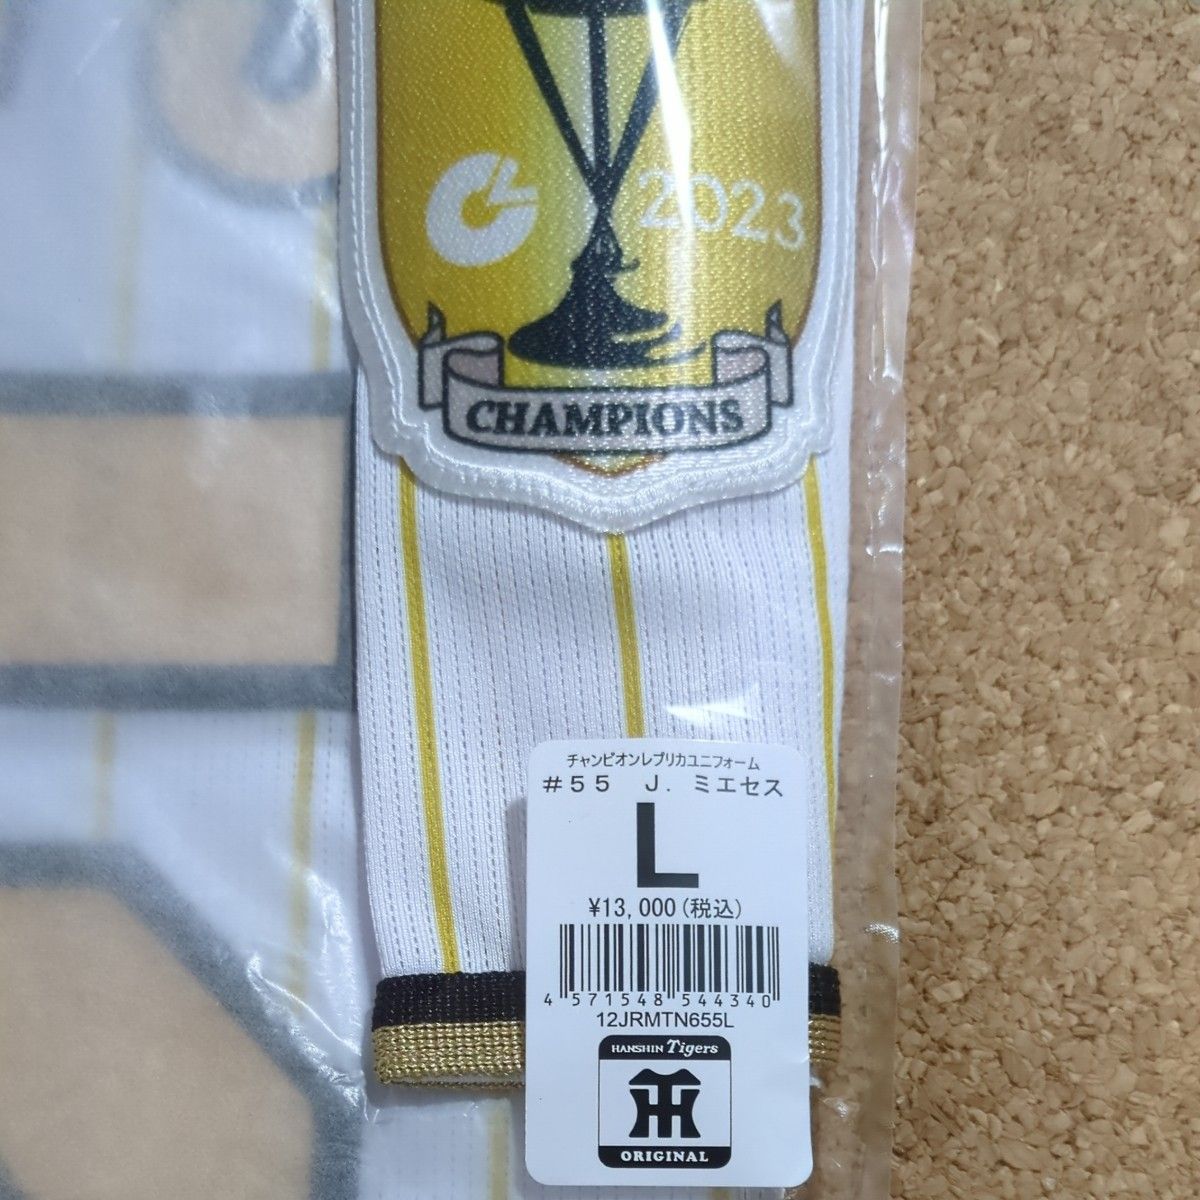 2023
CHAMPIONS
チャンピオンレプリカユニフォーム
#55 J. ミエセス
L
¥13,000(税込)
4 571548 544340
12JRMTN655L
HANSHIN Tigers
ORIGINAL